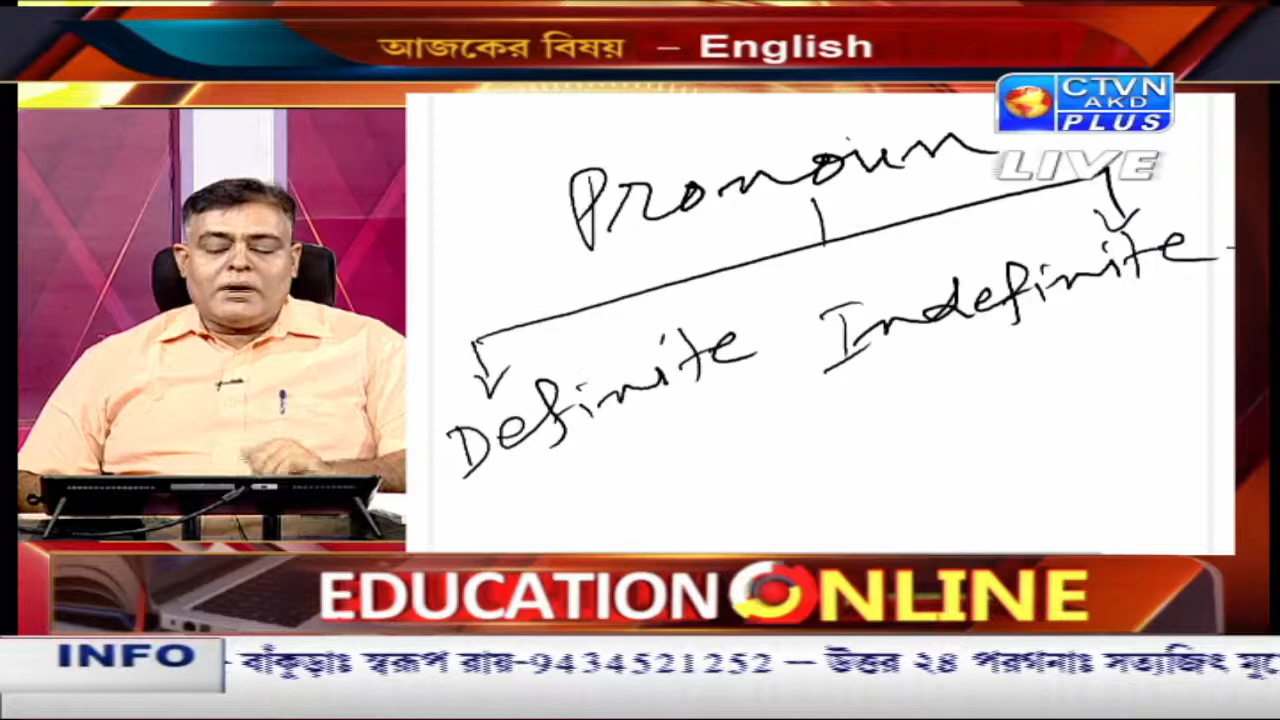 আজকের বিষয় – English
CTVN
AKD
PLUS
LIVE
Pronoun
Definite Indefinite
EDUCATION ONLINE
INFO
- বাঁকুড়াঃ স্বরূপ রায়-9434521252 – উত্তর ২৪ পরগনাঃ সত্যজিৎ